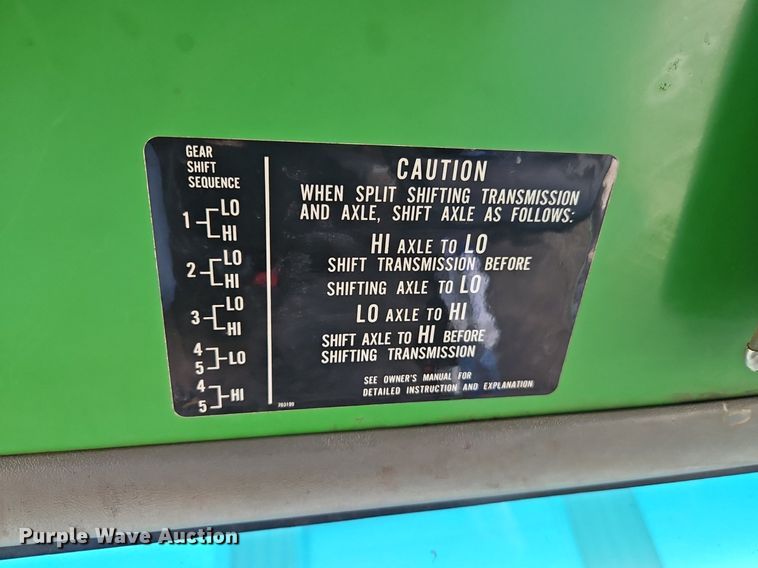 GEAR
SHIFT
SEQUENCE
1 LO
HI
2 LO
HI
3 LO
HI
4
5 LO
4
5 HI
CAUTION
WHEN SPLIT SHIFTING TRANSMISSION
AND AXLE, SHIFT AXLE AS FOLLOWS:
HI AXLE TO LO
SHIFT TRANSMISSION BEFORE
SHIFTING AXLE TO LO
LO AXLE TO HI
SHIFT AXLE TO HI BEFORE
SHIFTING TRANSMISSION
SEE OWNER'S MANUAL FOR
DETAILED INSTRUCTION AND EXPLANATION
Purple Wave Auction